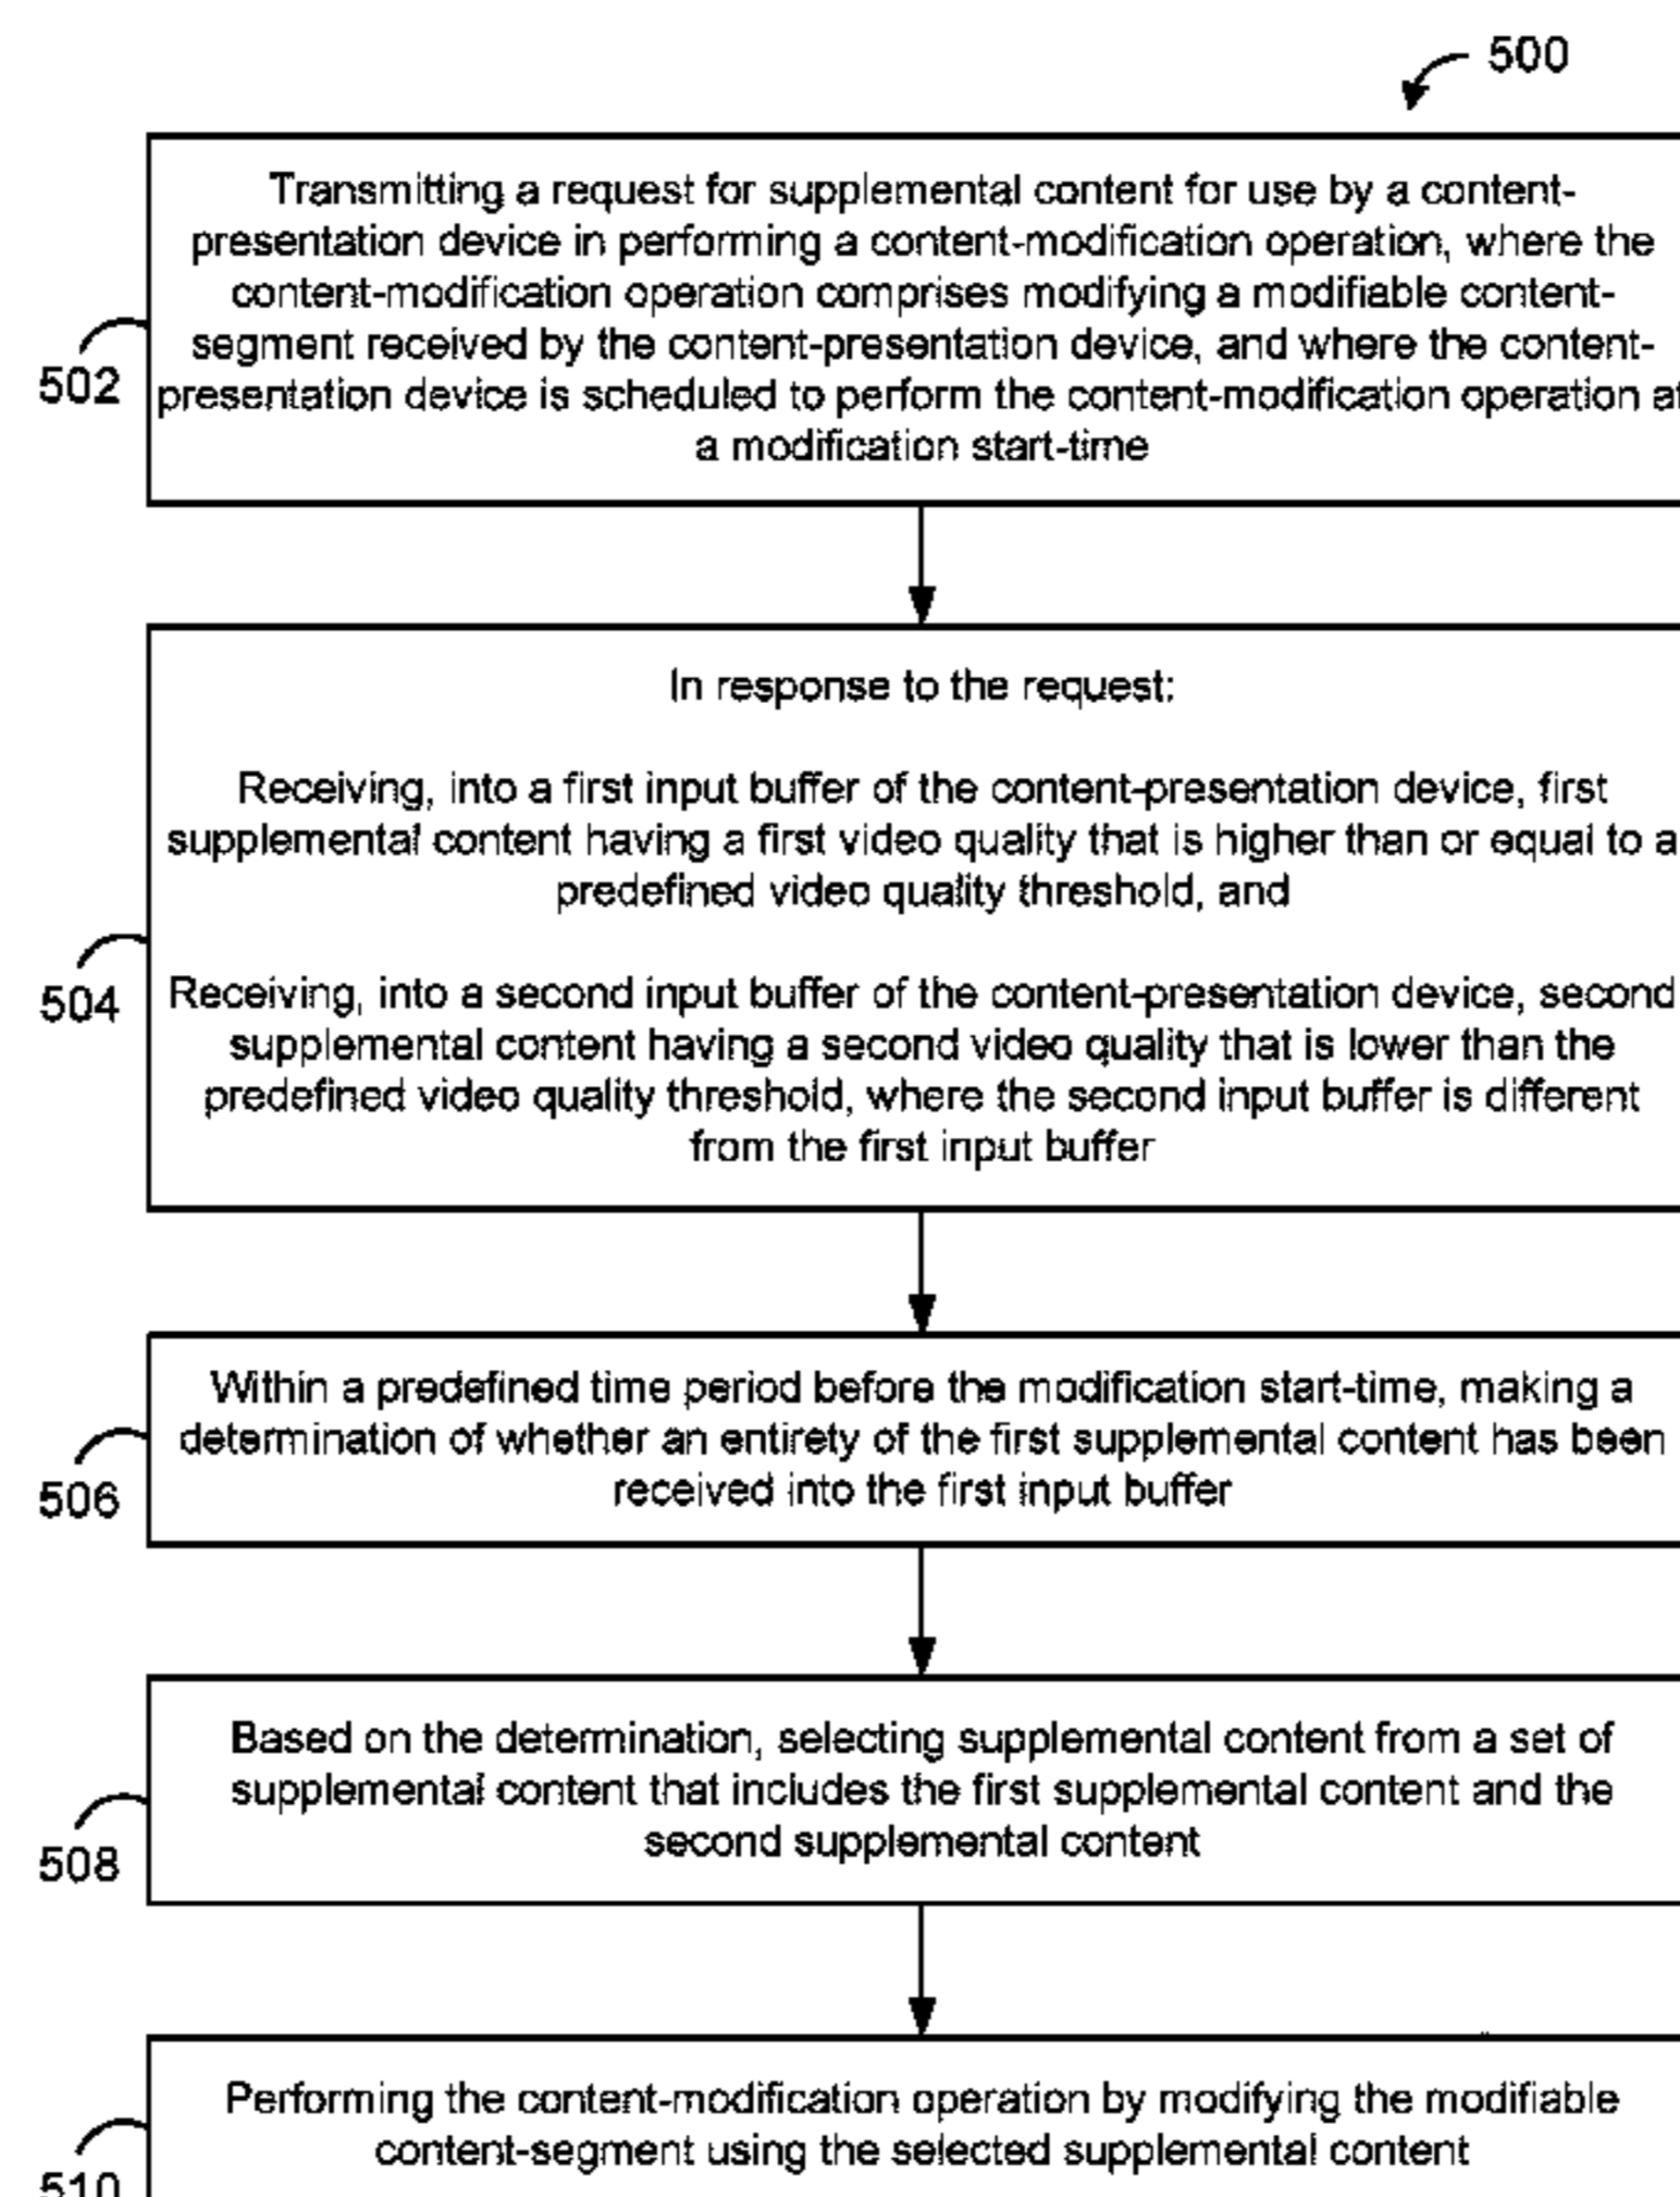 500
Transmitting a request for supplemental content for use by a content-
presentation device in performing a content-modification operation, where the
content-modification operation comprises modifying a modifiable content-
segment received by the content-presentation device, and where the content-
presentation device is scheduled to perform the content-modification operation at
a modification start-time
502
In response to the request:
Receiving, into a first input buffer of the content-presentation device, first
supplemental content having a first video quality that is higher than or equal to a
predefined video quality threshold, and
Receiving, into a second input buffer of the content-presentation device, second
supplemental content having a second video quality that is lower than the
predefined video quality threshold, where the second input buffer is different
from the first input buffer
504
Within a predefined time period before the modification start-time, making a
determination of whether an entirety of the first supplemental content has been
received into the first input buffer
506
Based on the determination, selecting supplemental content from a set of
supplemental content that includes the first supplemental content and the
second supplemental content
508
Performing the content-modification operation by modifying the modifiable
content-segment using the selected supplemental content
510